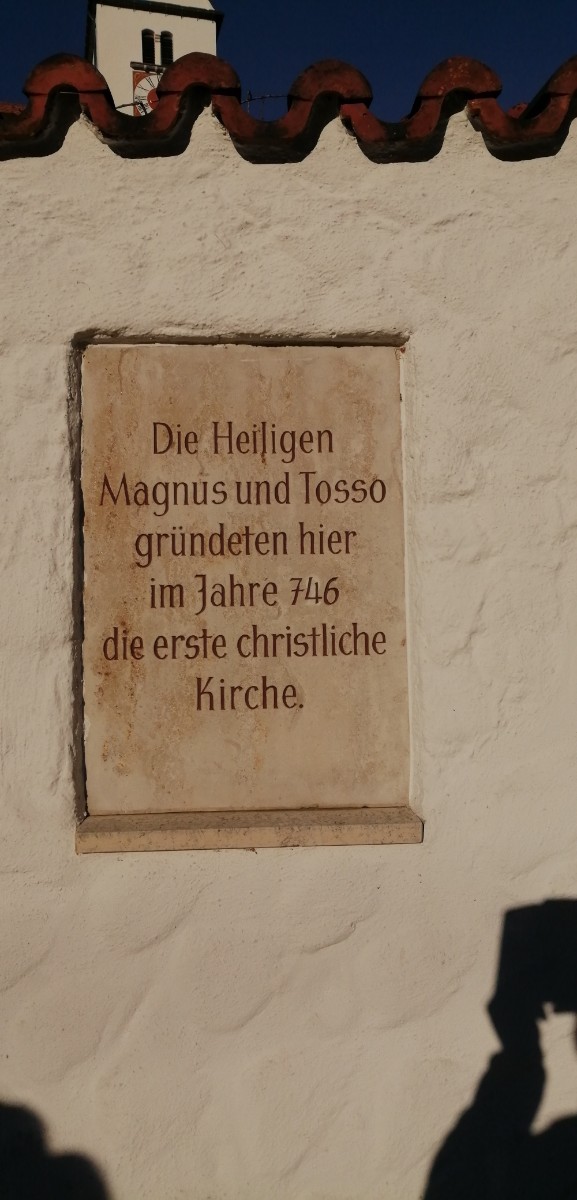 Die Heiligen
Magnus und Tosso
gründeten hier
im Jahre 746
die erste christliche
Kirche.